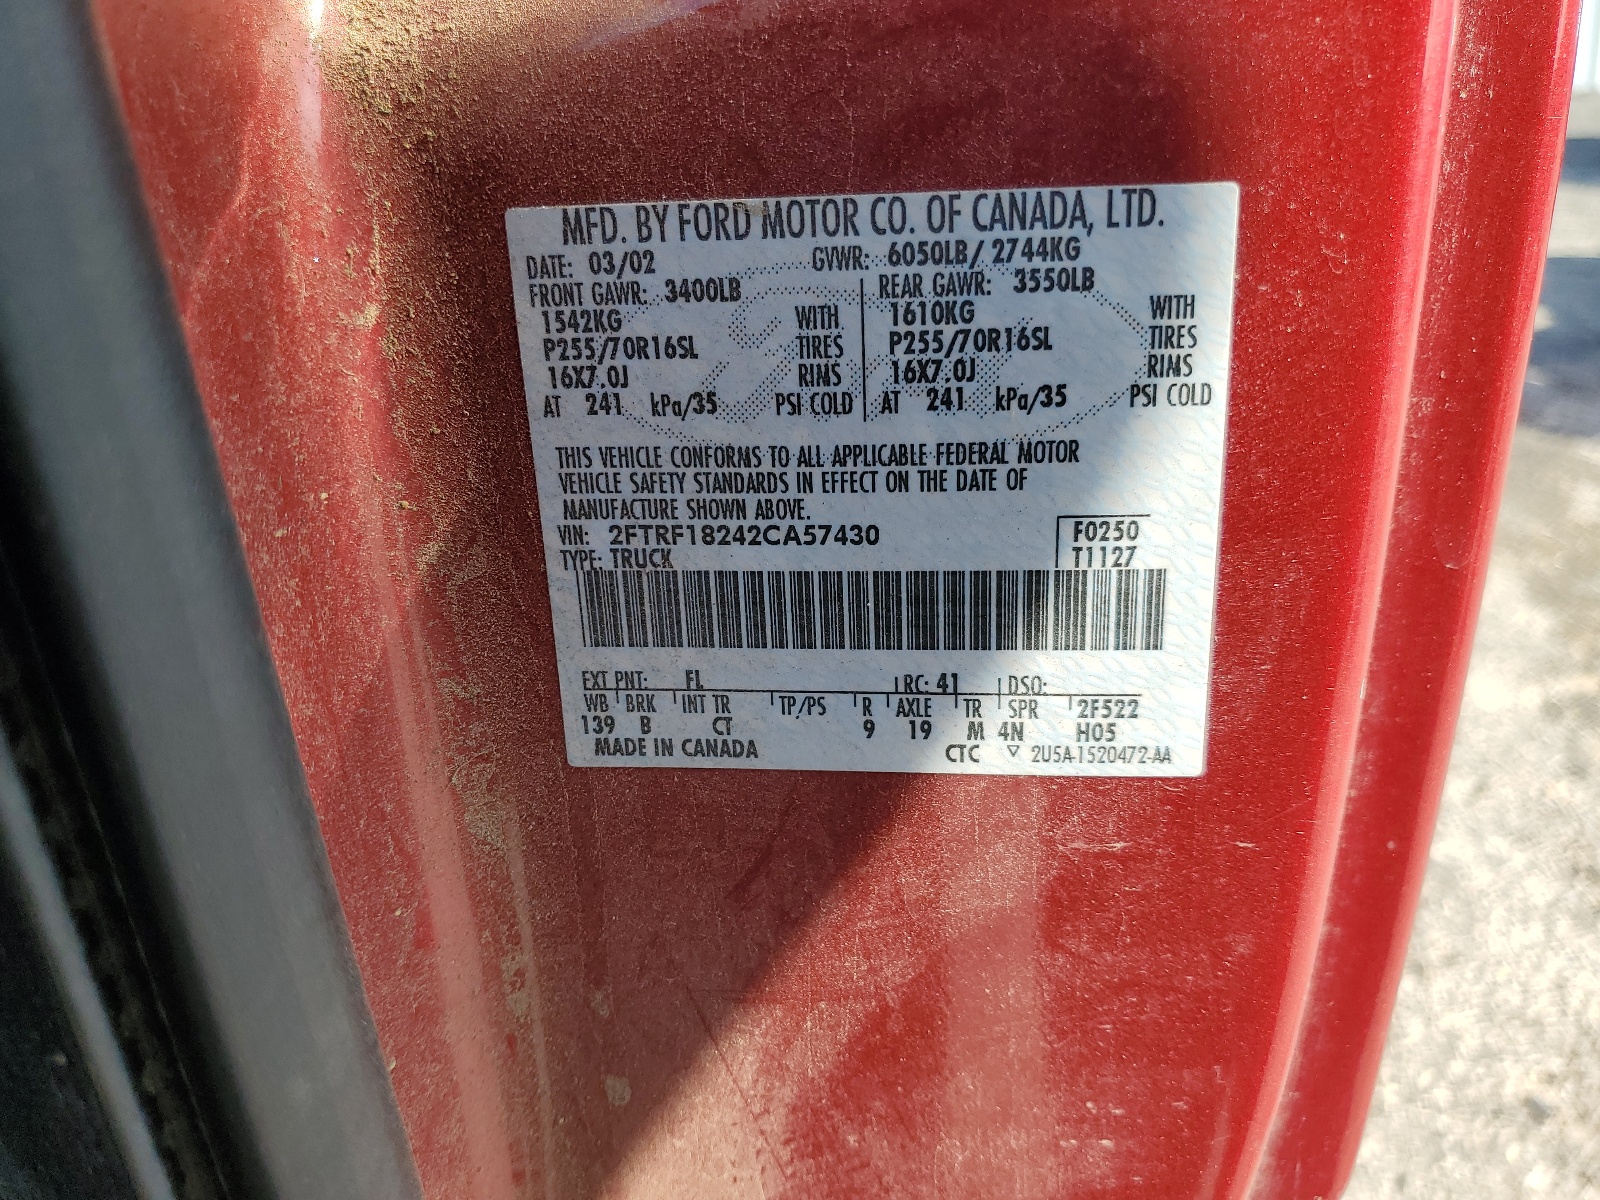 MFD. BY FORD MOTOR CO. OF CANADA, LTD.
DATE: 03/02 GVWR: 6050LB/ 2744KG
FRONT GAWR: 3400LB REAR GAWR: 3550LB
1542KG WITH 1610KG WITH
P255/70R16SL TIRES P255/70R16SL TIRES
16X7.0J RIMS 16X7.0J RIMS
AT 241 kPa/35 PSI COLD AT 241 kPa/35 PSI COLD
THIS VEHICLE CONFORMS TO ALL APPLICABLE FEDERAL MOTOR
VEHICLE SAFETY STANDARDS IN EFFECT ON THE DATE OF
MANUFACTURE SHOWN ABOVE.
VIN: 2FTRF18242CA57430 F0250
TYPE: TRUCK T1127
EXT PNT: FL RC: 41 DSO:
WB BRK INT TR TP/PS R AXLE TR SPR 2F522
139 B CT 9 19 M 4N H05
MADE IN CANADA CTC ▽ 2U5A-1520472-AA